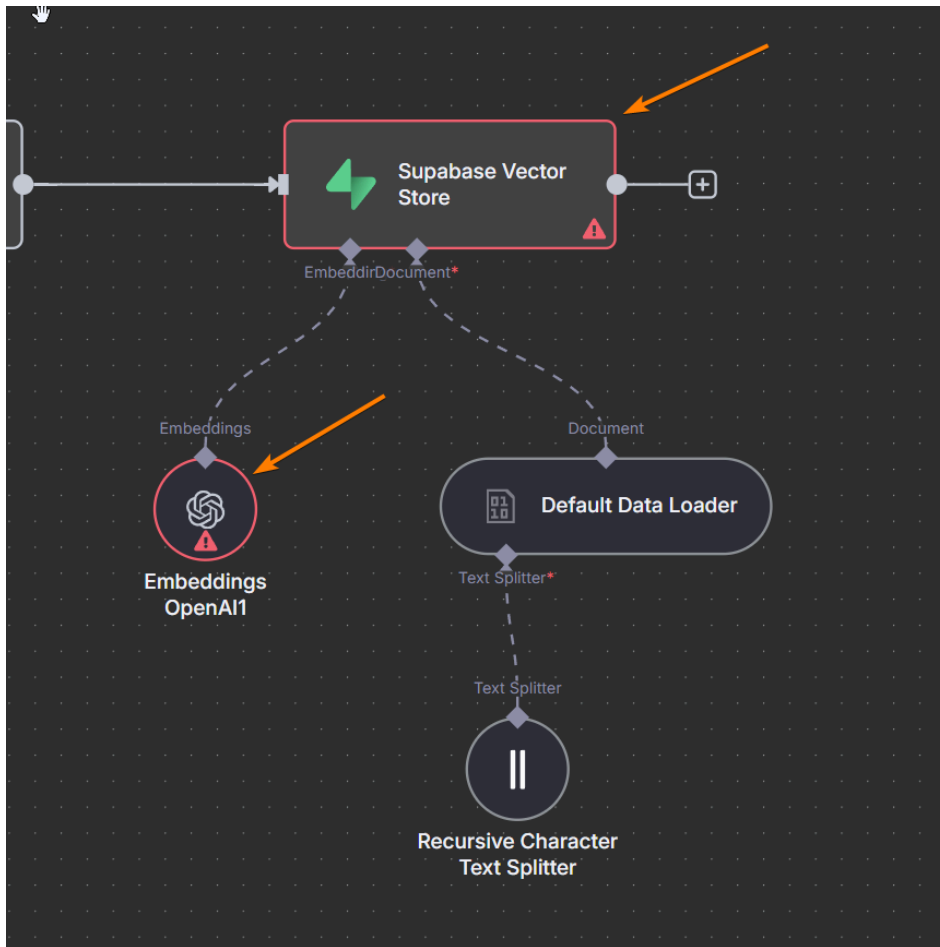 Supabase Vector
Store
EmbeddirDocument*
Embeddings
Document
Default Data Loader
Embeddings
OpenAI1
Text Splitter*
Text Splitter
Recursive Character
Text Splitter